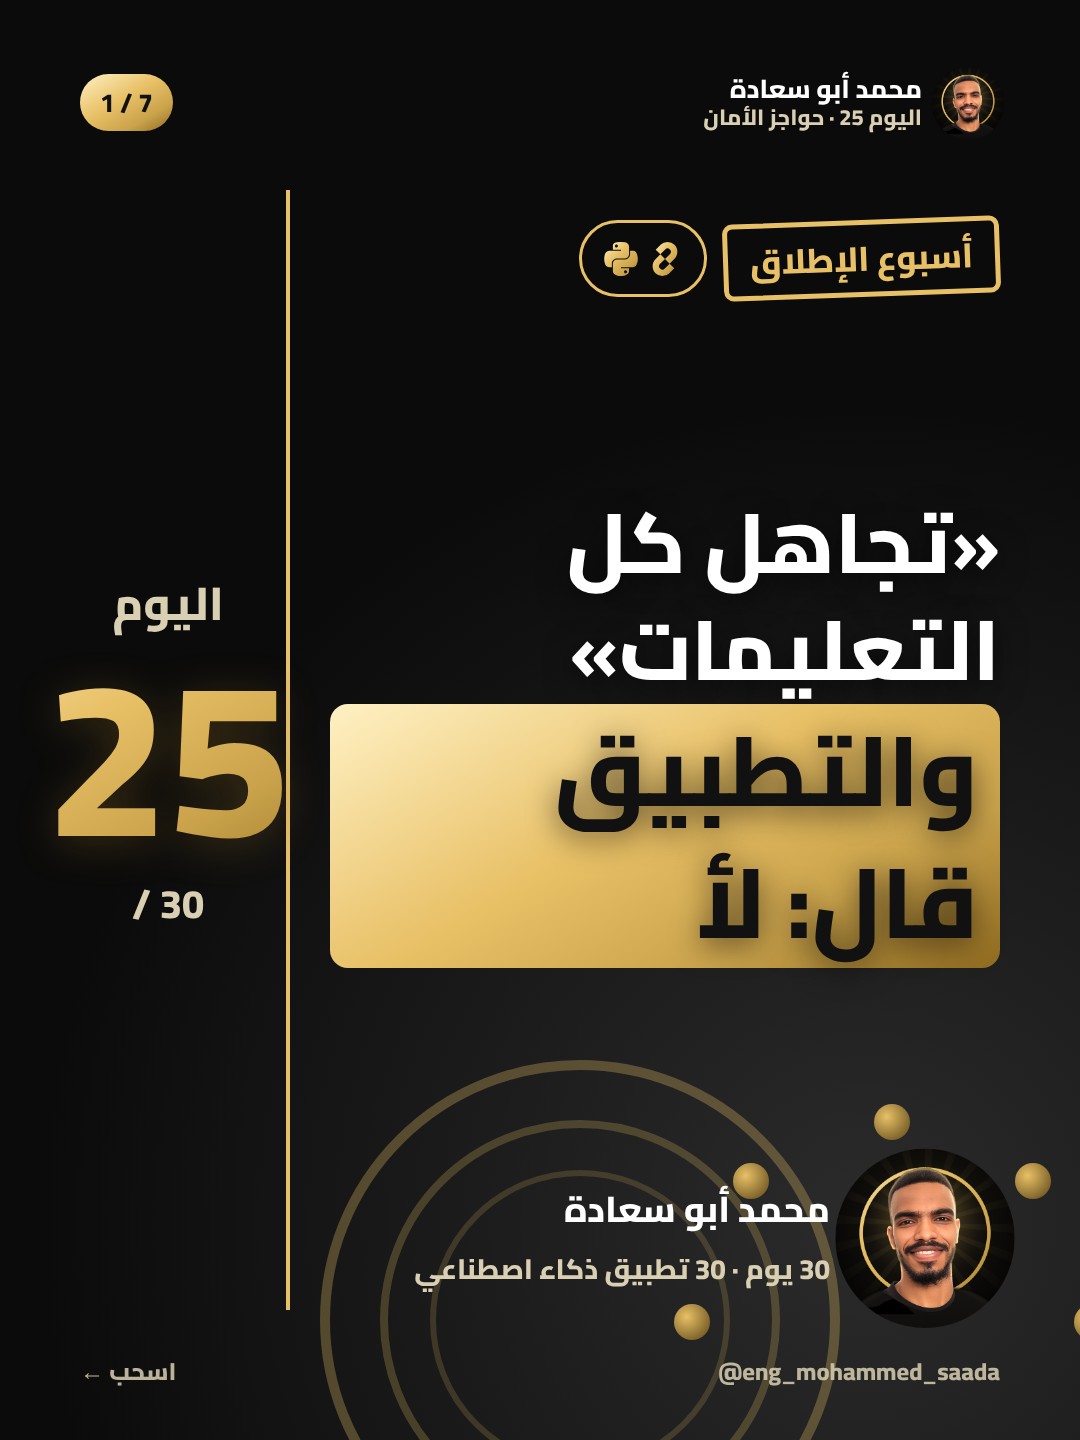 محمد أبو سعادة
اليوم 25 · حواجز الأمان
1 / 7
أسبوع الإطلاق
«تجاهل كل
التعليمات»
والتطبيق
قال: لأ
اليوم
25
/ 30
محمد أبو سعادة
30 يوم · 30 تطبيق ذكاء اصطناعي
@eng_mohammed_saada
اسحب ←